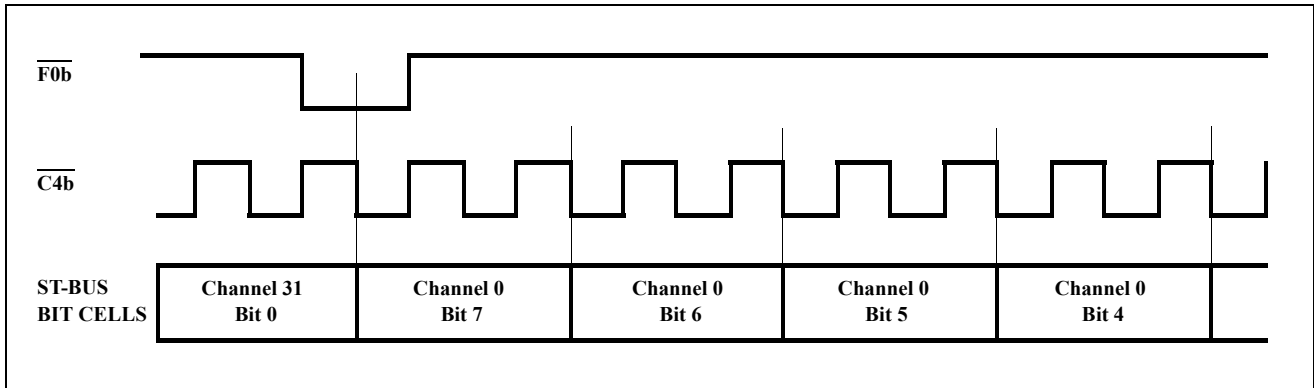 F0b
C4b
ST-BUS
BIT CELLS
Channel 31
Bit 0
Channel 0
Bit 7
Channel 0
Bit 6
Channel 0
Bit 5
Channel 0
Bit 4